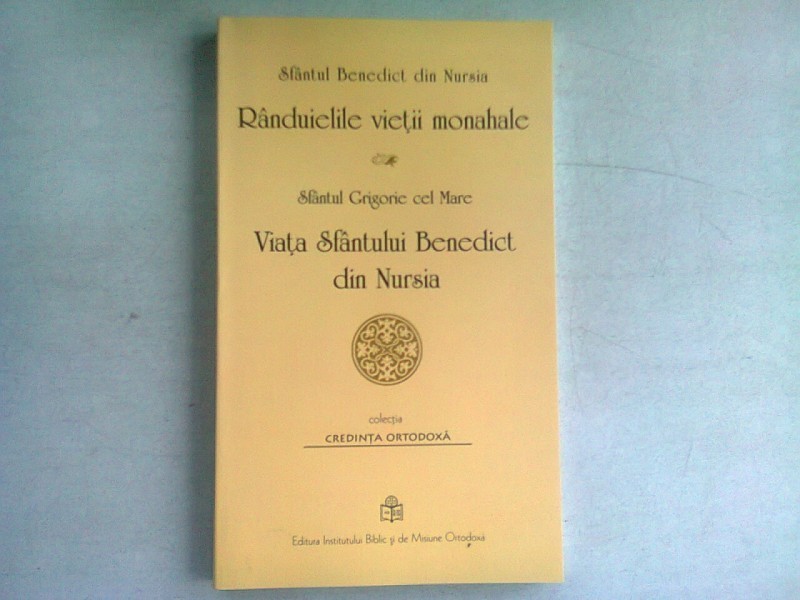 Sfântul Benedict din Nursia
Rânduielile vieții monahale
Sfântul Grigorie cel Mare
Viața Sfântului Benedict
din Nursia
colecția
CREDINȚA ORTODOXĂ
Editura Institutului Biblic și de Misiune Ortodoxă